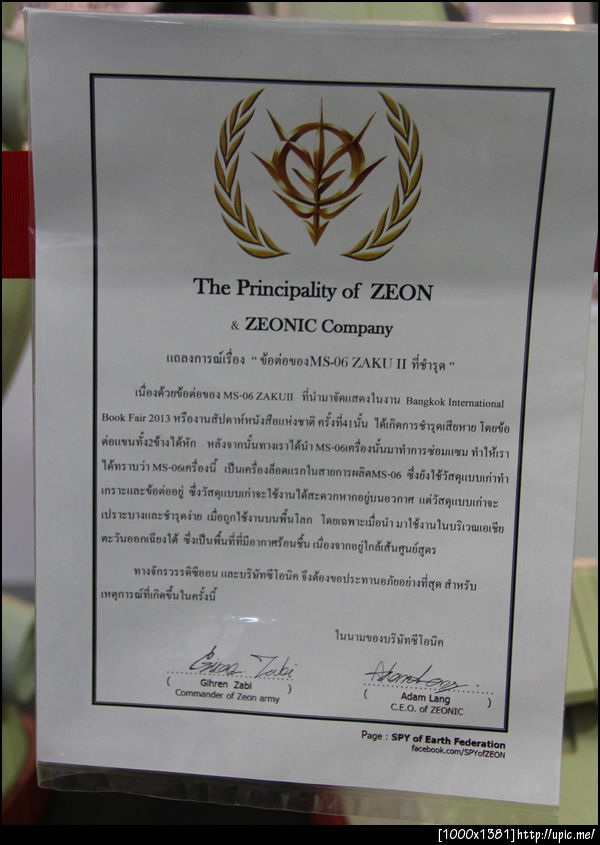 The Principality of ZEON
& ZEONIC Company
แถลงการณ์เรื่อง " ข้อต่อของMS-06 ZAKU II ที่ชำรุด "
เนื่องด้วยข้อต่อของ MS-06 ZAKUII ที่นำมาจัดแสดงในงาน Bangkok International
Book Fair 2013 หรืองานสัปดาห์หนังสือแห่งชาติ ครั้งที่41นั้น ได้เกิดการชำรุดเสียหาย โดยข้อ
ต่อแขนทั้ง2ข้างได้หัก หลังจากนั้นทางเราได้นำ MS-06เครื่องนั้นมาทำการซ่อมแซม ทำให้เรา
ได้ทราบว่า MS-06เครื่องนี้ เป็นเครื่องล็อตแรกในสายการผลิตMS-06 ซึ่งยังใช้วัสดุแบบเก่าทำ
เกราะและข้อต่ออยู่ ซึ่งวัสดุแบบเก่าจะใช้งานได้สะดวกหากอยู่บนอวกาศ แต่วัสดุแบบเก่าจะ
เปราะบางและชำรุดง่าย เมื่อถูกใช้งานบนพื้นโลก โดยเฉพาะเมื่อนำ มาใช้งานในบริเวณเอเชีย
ตะวันออกเฉียงใต้ ซึ่งเป็นพื้นที่ที่มีอากาศร้อนชื้น เนื่องจากอยู่ใกล้เส้นศูนย์สูตร
ทางจักรวรรดิซีออน และบริษัทซีโอนิค จึงต้องขอประทานอภัยอย่างที่สุด สำหรับ
เหตุการณ์ที่เกิดขึ้นในครั้งนี้
ในนามของบริษัทซีโอนิค
Gihren Zabi
( Gihren Zabi )
Commander of Zeon army
Adam Lang
( Adam Lang )
C.E.O. of ZEONIC
Page : SPY of Earth Federation
facebook.com/SPYofZEON
[1000x1581]http://upic.me/